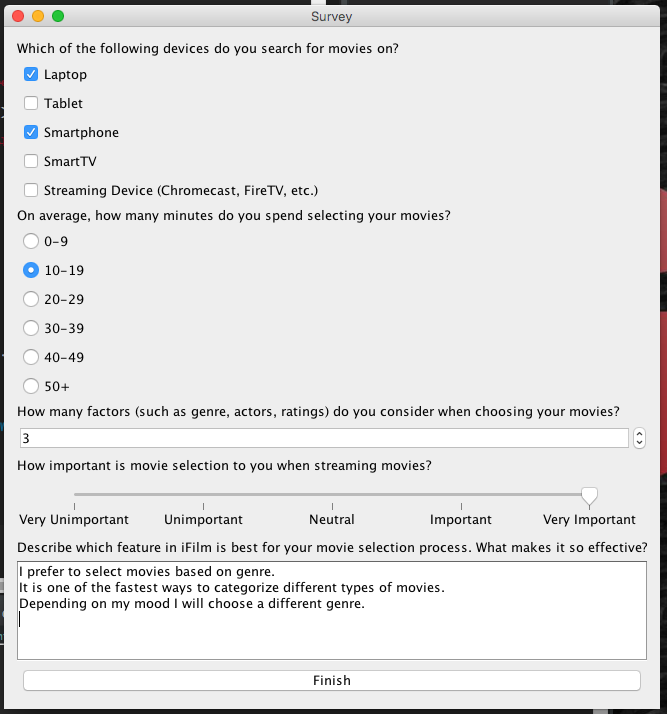 Survey
Which of the following devices do you search for movies on?
Laptop
Tablet
Smartphone
SmartTV
Streaming Device (Chromecast, FireTV, etc.)
On average, how many minutes do you spend selecting your movies?
0-9
10-19
20-29
30-39
40-49
50+
How many factors (such as genre, actors, ratings) do you consider when choosing your movies?
3
How important is movie selection to you when streaming movies?
Very Unimportant Unimportant Neutral Important Very Important
Describe which feature in iFilm is best for your movie selection process. What makes it so effective?
I prefer to select movies based on genre.
It is one of the fastest ways to categorize different types of movies.
Depending on my mood I will choose a different genre.
Finish